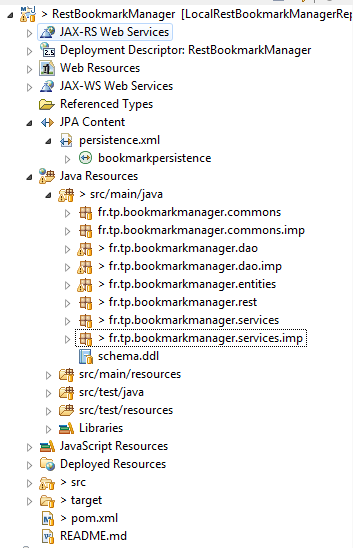 > RestBookmarkManager [LocalRestBookmarkManagerRep
JAX-RS Web Services
Deployment Descriptor: RestBookmarkManager
Web Resources
JAX-WS Web Services
Referenced Types
JPA Content
persistence.xml
bookmarkpersistence
Java Resources
> src/main/java
fr.tp.bookmarkmanager.commons
fr.tp.bookmarkmanager.commons.imp
> fr.tp.bookmarkmanager.dao
> fr.tp.bookmarkmanager.dao.imp
> fr.tp.bookmarkmanager.entities
> fr.tp.bookmarkmanager.rest
> fr.tp.bookmarkmanager.services
> fr.tp.bookmarkmanager.services.imp
schema.ddl
src/main/resources
src/test/java
src/test/resources
Libraries
JavaScript Resources
Deployed Resources
> src
> target
> pom.xml
README.md